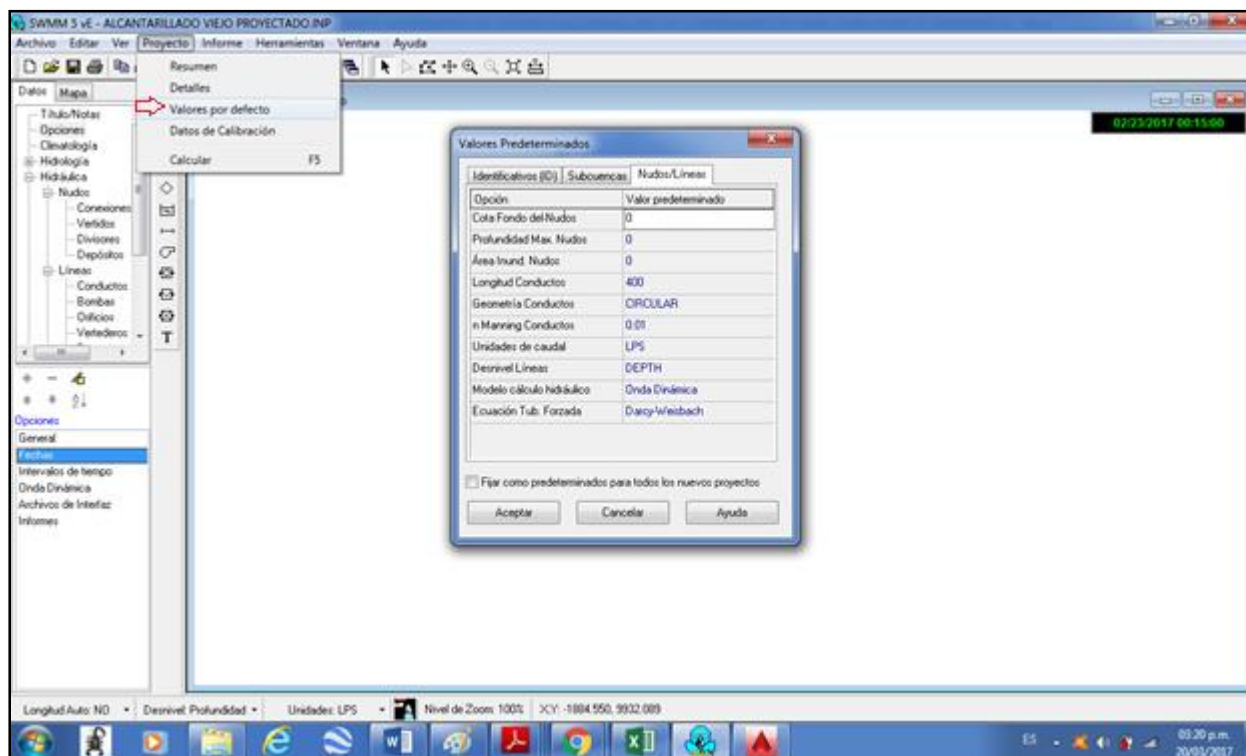 SWMM 5 vE - ALCANTARILLADO VIEJO PROYECTADO.INP
Archivo Editar Ver Proyecto Informe Herramientas Ventana Ayuda
Resumen
Detalles
Valores por defecto
Datos de Calibración
Calcular F5
Datos Mapa
Título/Notas
Opciones
Climatología
Hidrología
Hidráulica
Nudos
Conexiones
Vertidos
Divisores
Depósitos
Líneas
Conductos
Bombas
Orificios
Vertederos
T
02/23/2017 00:15:00
Valores Predeterminados
Identificativos (ID) Subcuencas Nudos/Líneas
Opción Valor predeterminado
Cota Fondo del Nudos 0
Profundidad Max. Nudos 0
Área Inund. Nudos 0
Longitud Conductos 400
Geometría Conductos CIRCULAR
n Manning Conductos 0.01
Unidades de caudal LPS
Desnivel Líneas DEPTH
Modelo cálculo hidráulico Onda Dinámica
Ecuación Tub. Forzada Darcy-Weisbach
Fijar como predeterminados para todos los nuevos proyectos
Aceptar Cancelar Ayuda
Opciones
General
Fechas
Intervalos de tiempo
Onda Dinámica
Archivos de Interfaz
Informes
Longitud Auto: NO Desnivel: Profundidad Unidades: LPS Nivel de Zoom: 100% X,Y: -1884.550, 9932.089
ES 03:20 p.m.
20/03/2017